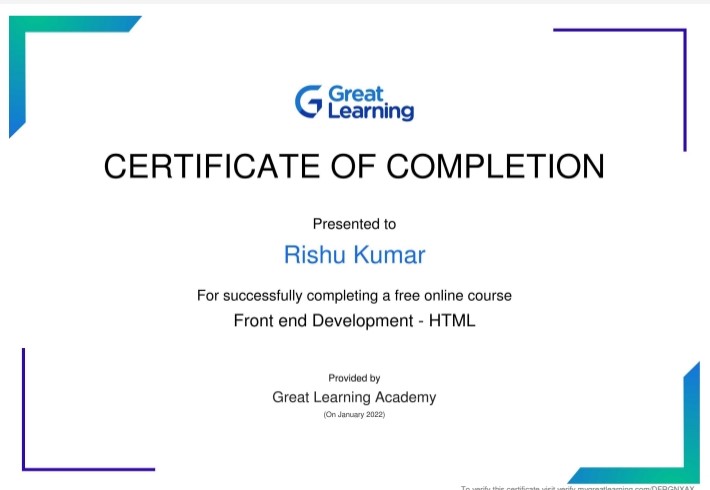 Great
Learning
CERTIFICATE OF COMPLETION
Presented to
Rishu Kumar
For successfully completing a free online course
Front end Development - HTML
Provided by
Great Learning Academy
(On January 2022)
To verify this certificate visit verify.mygreatlearning.com/